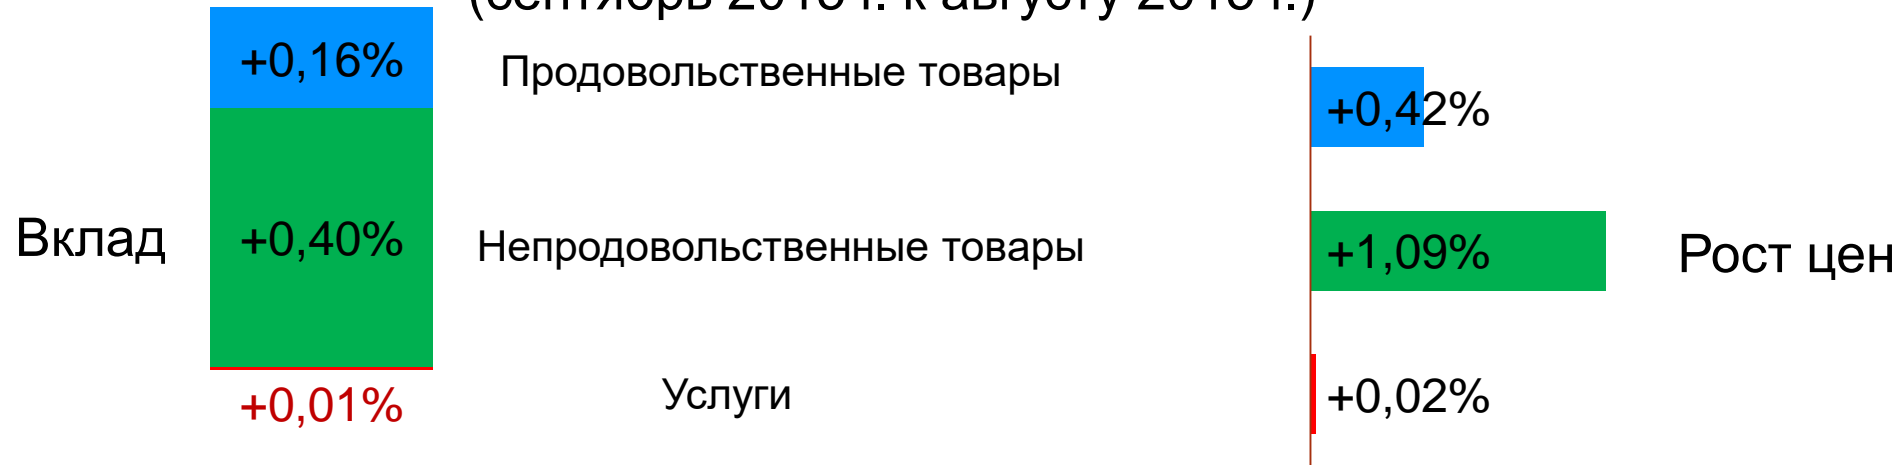 +0,16%
Продовольственные товары
+0,42%
Вклад
+0,40%
Непродовольственные товары
+1,09%
Рост цен
+0,01%
Услуги
+0,02%